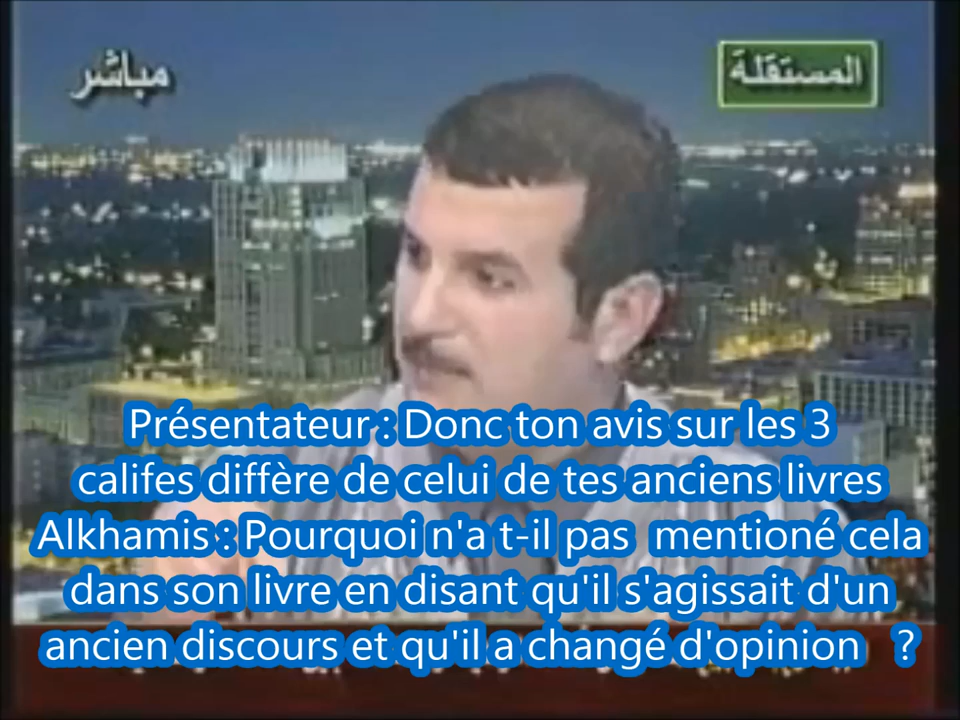 مباشر
المستقلة
Présentateur : Donc ton avis sur les 3
califes diffère de celui de tes anciens livres
Alkhamis : Pourquoi n'a t-il pas  mentioné cela
dans son livre en disant qu'il s'agissait d'un
ancien discours et qu'il a changé d'opinion   ?